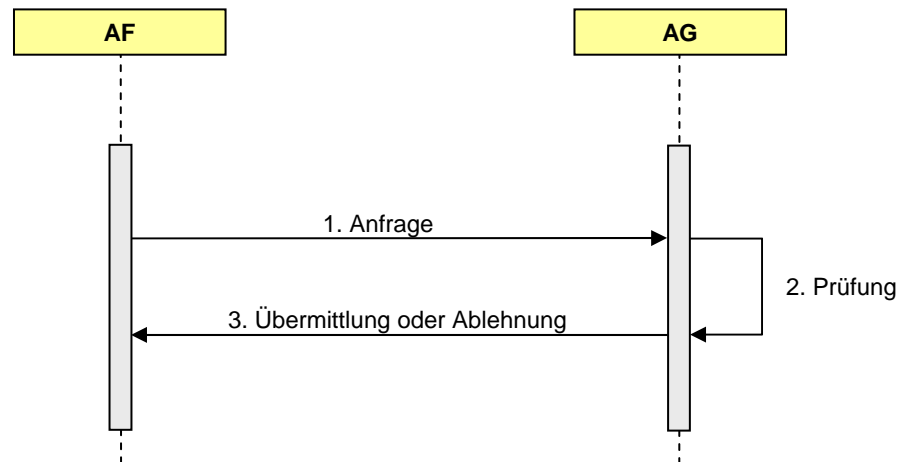 AF
AG
1. Anfrage
2. Prüfung
3. Übermittlung oder Ablehnung